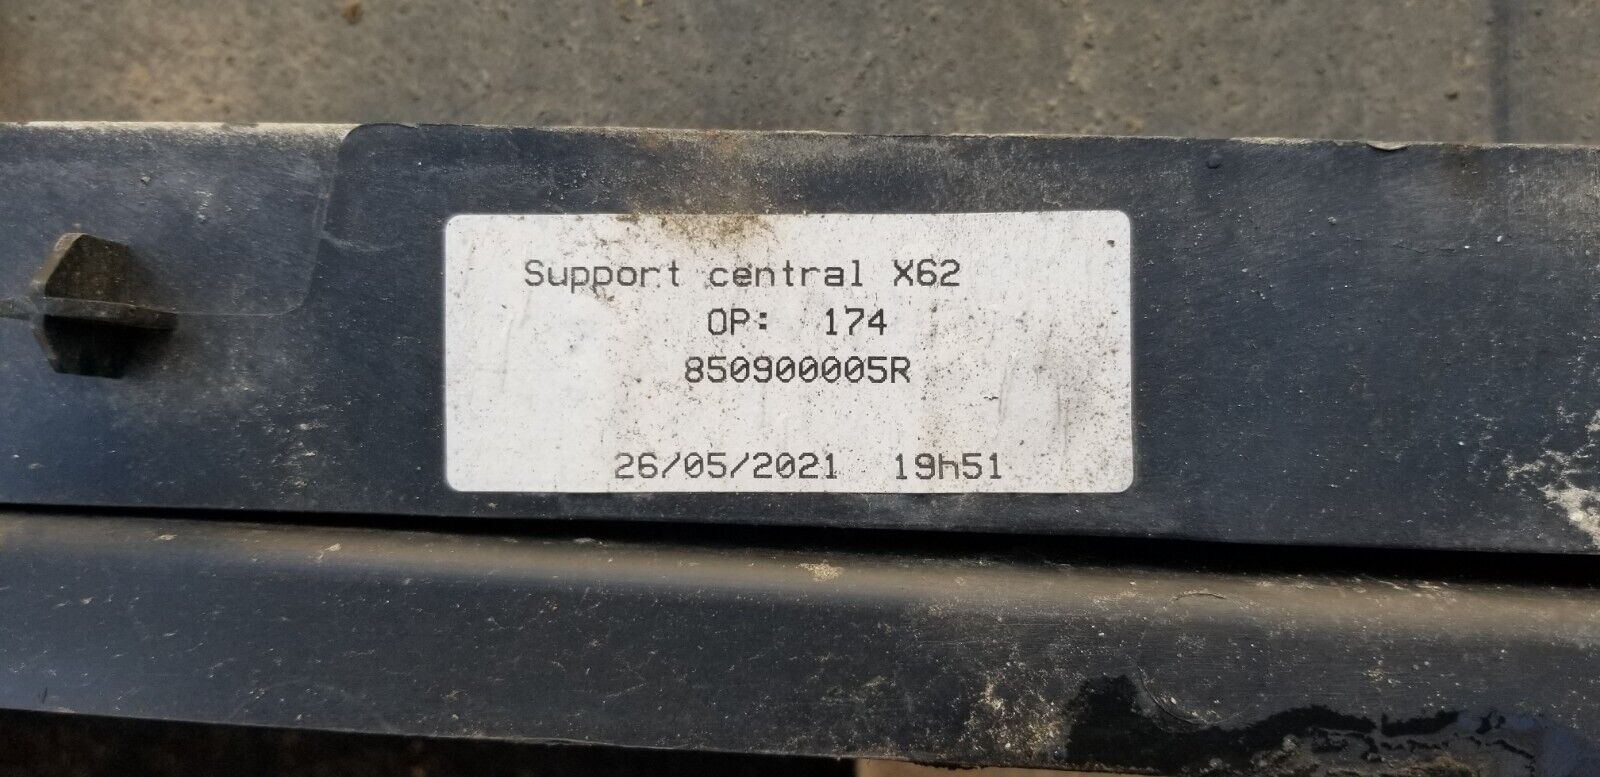 Support central X62
OP: 174
850900005R
26/05/2021 19h51